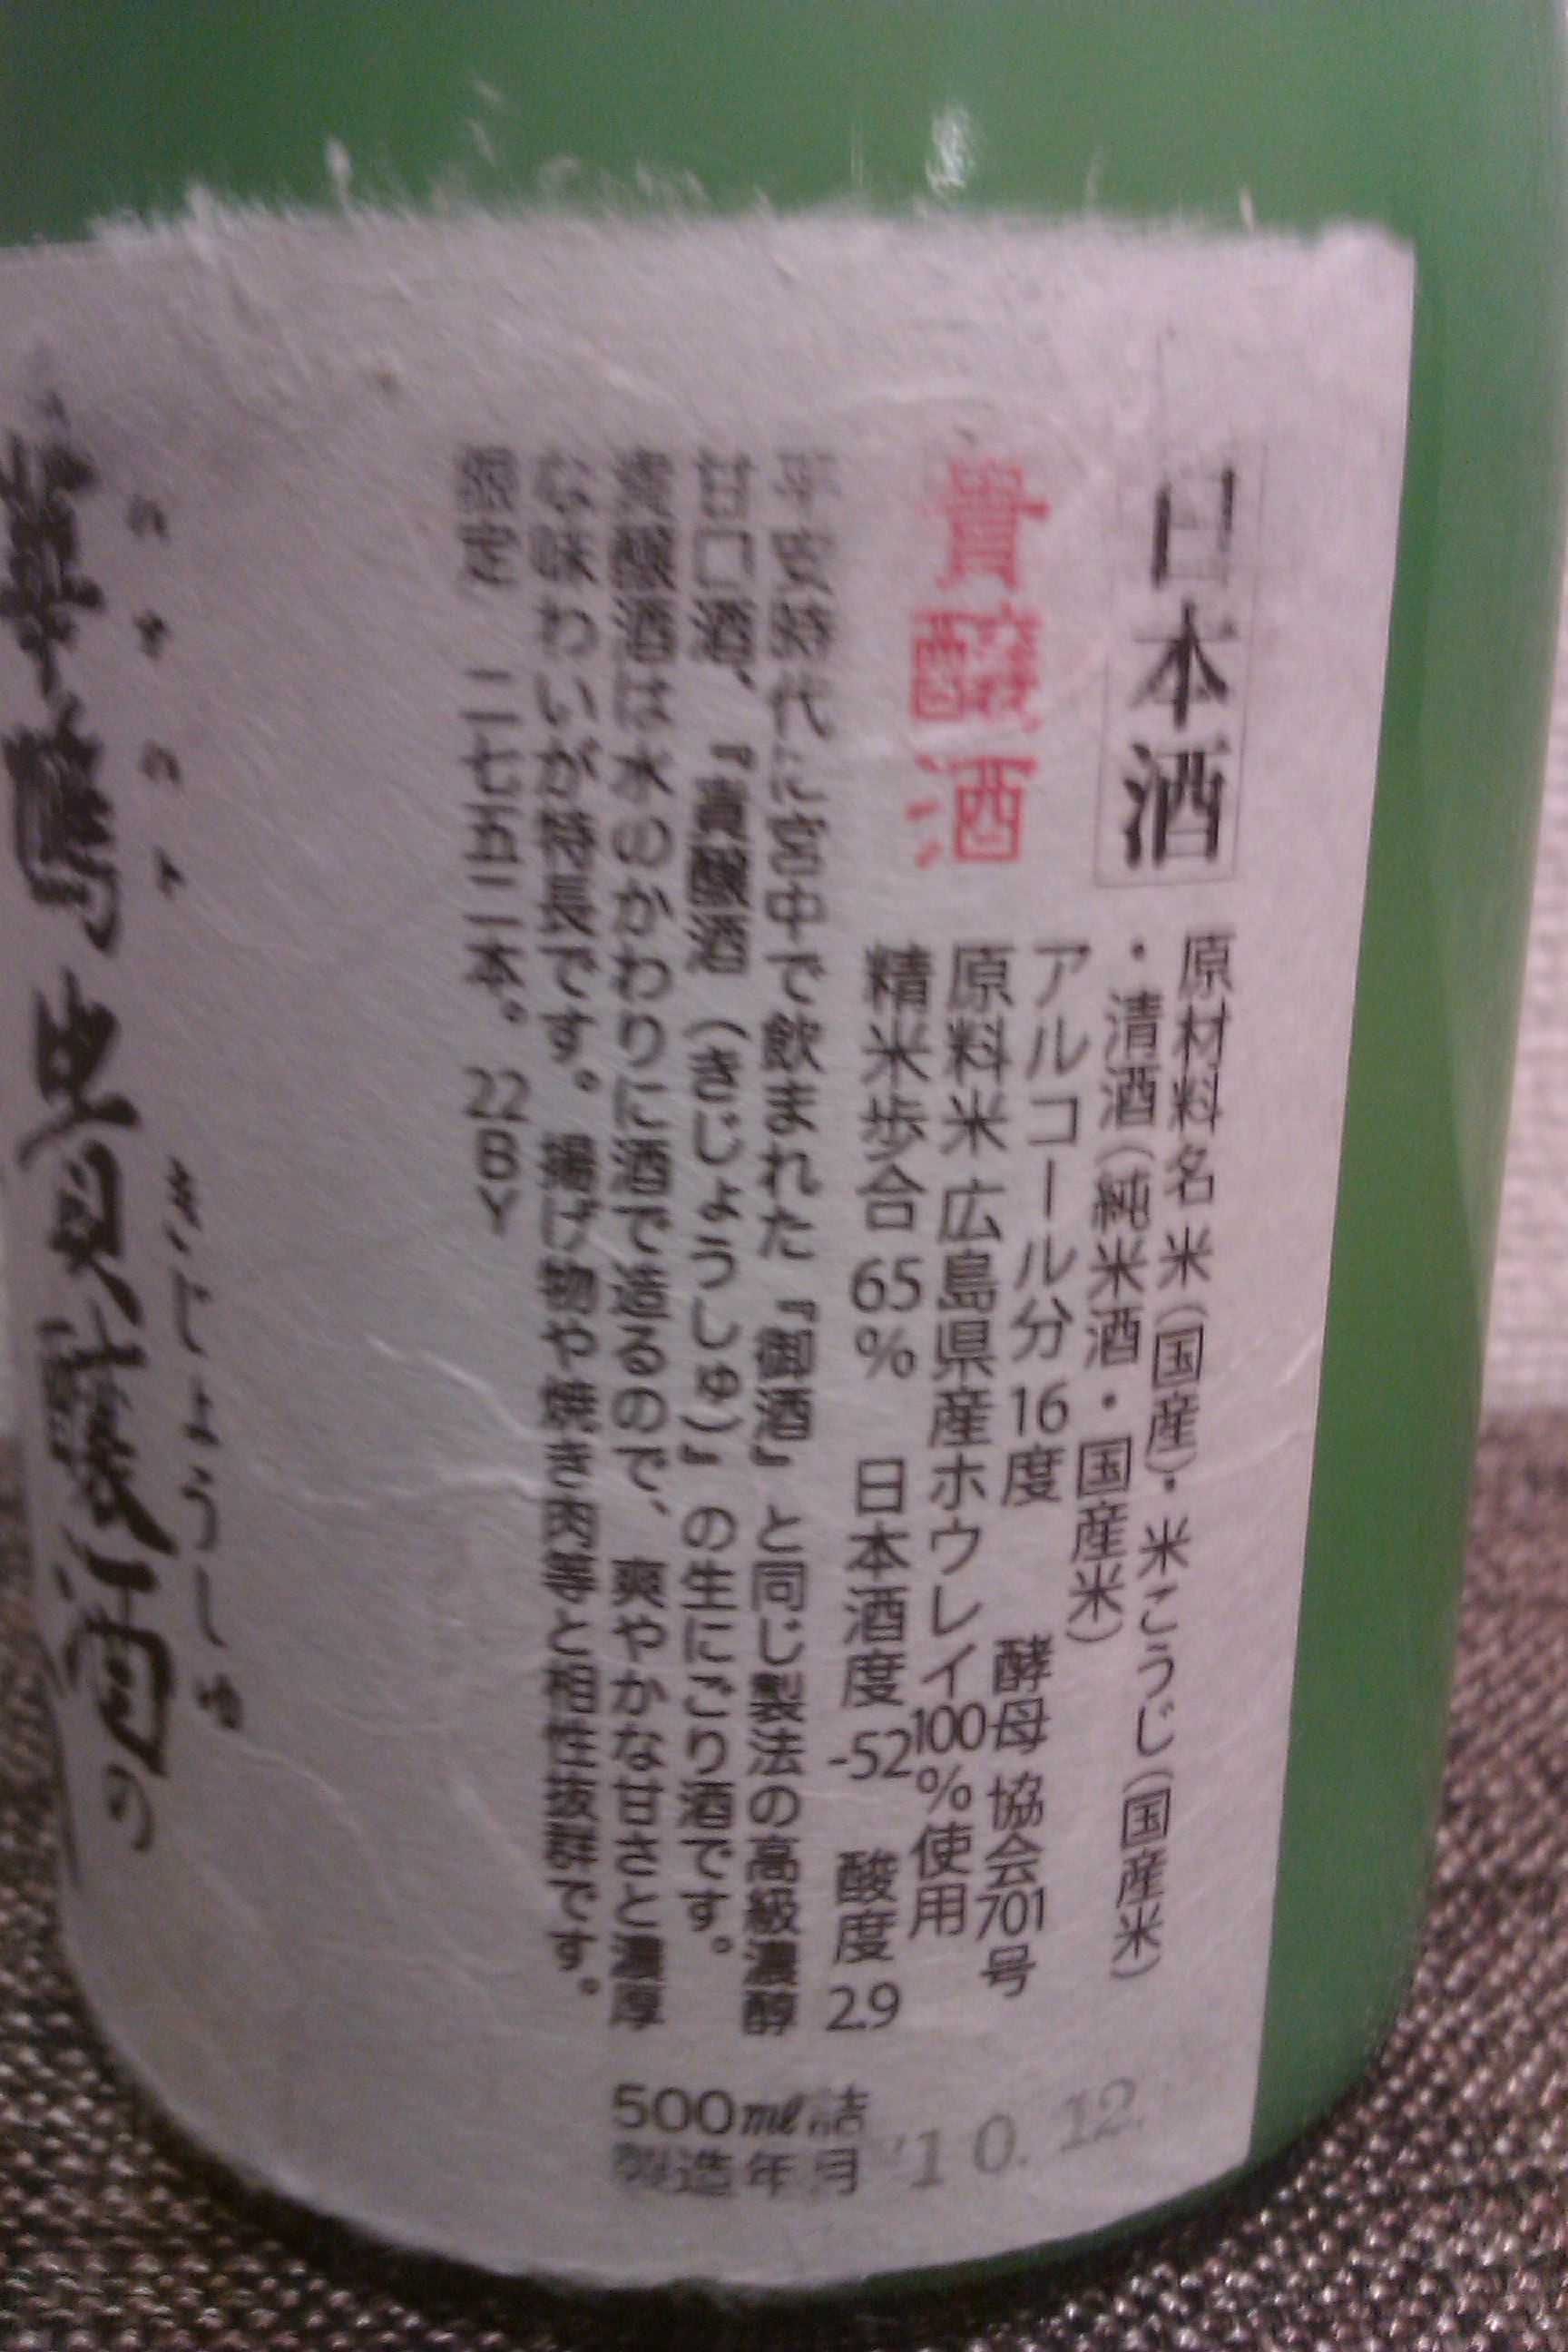 日本酒
原材料名 米(国産)・米こうじ(国産米)
・清酒(純米酒・国産米)
貴醸酒
アルコール分 16度 酵母 協会701号
原料米 広島県産ホウレイ100%使用
精米歩合 65% 日本酒度 -52 酸度 2.9
平安時代に宮中で飲まれた『御酒』と同じ製法の高級濃醇
甘口酒、『貴醸酒(きじょうしゅ)』の生にごり酒です。
貴醸酒は水のかわりに酒で造るので、爽やかな甘さと濃厚
な味わいが特長です。揚げ物や焼き肉等と相性抜群です。
限定 二七五二本。22BY
きじょうしゅ
華鳩 生貴醸酒の
500ml詰
製造年月 '10.12.